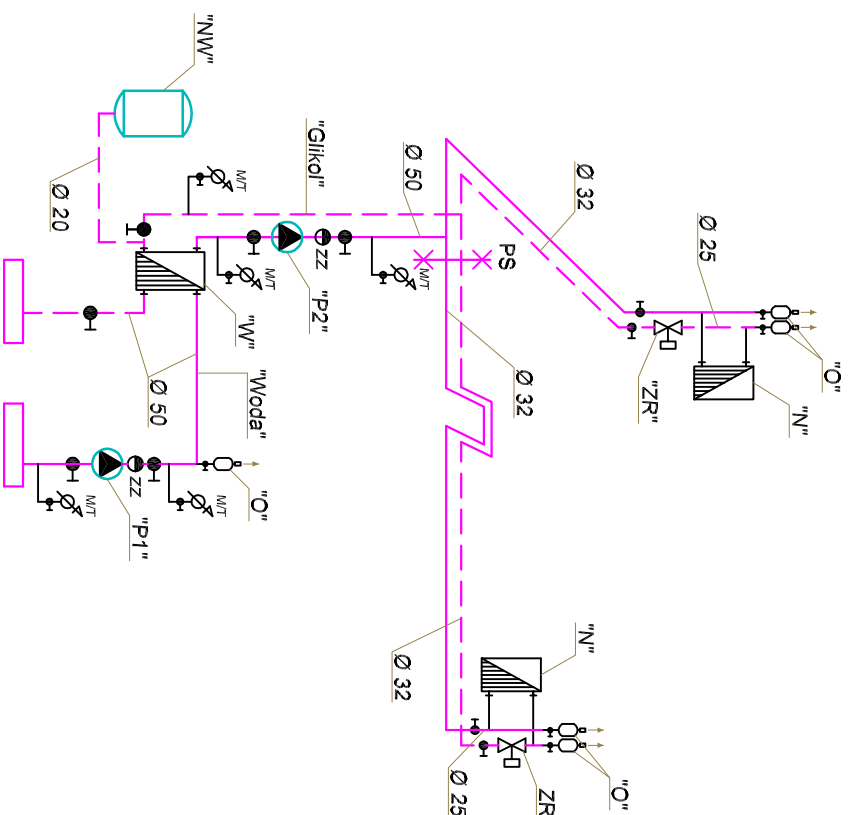 "NW"
Ø 20
M/T
"Glikol"
Ø 50
Ø 32
Ø 25
"O"
"ZR"
"N"
PS
M/T
ZZ
"P2"
M/T
"W"
Ø 50
"Woda"
Ø 32
"O"
ZZ
M/T
M/T
"P1"
Ø 32
"N"
Ø 25
ZR
"O"